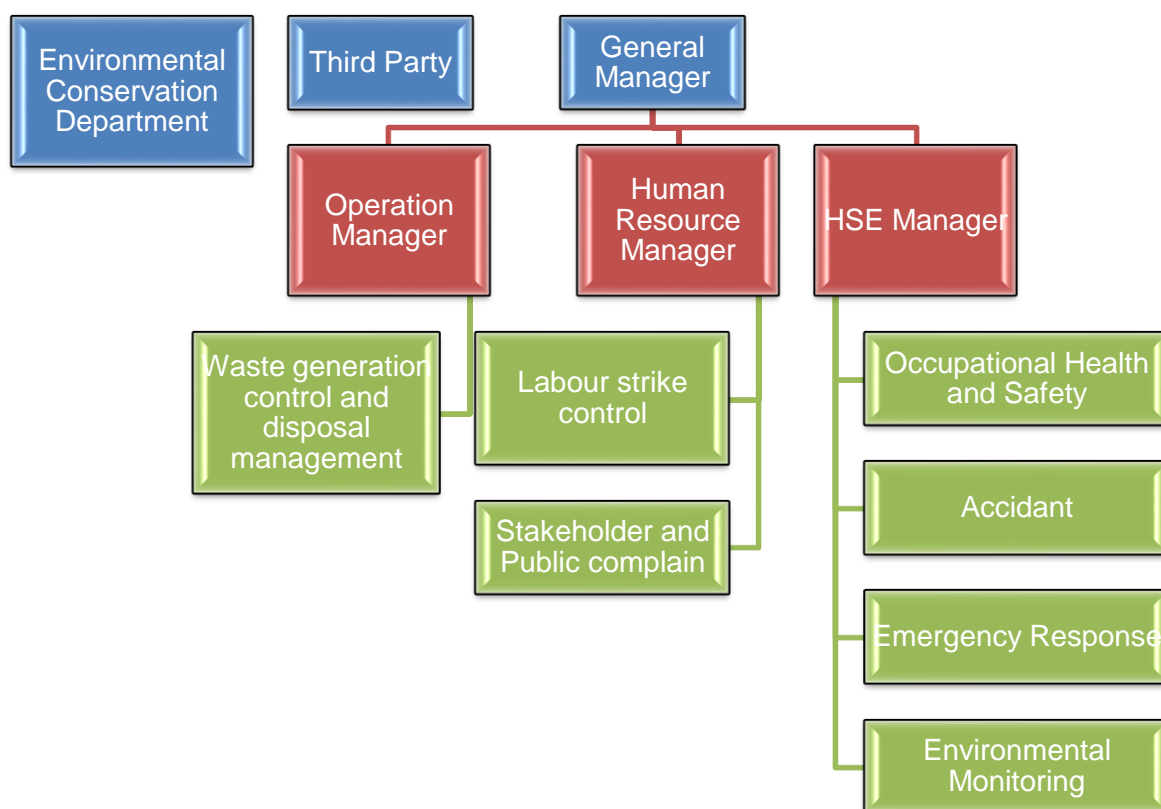 Environmental
Conservation
Department
Third Party
General
Manager
Operation
Manager
Human
Resource
Manager
HSE Manager
Waste generation
control and
disposal
management
Labour strike
control
Stakeholder and
Public complain
Occupational Health
and Safety
Accidant
Emergency Response
Environmental
Monitoring